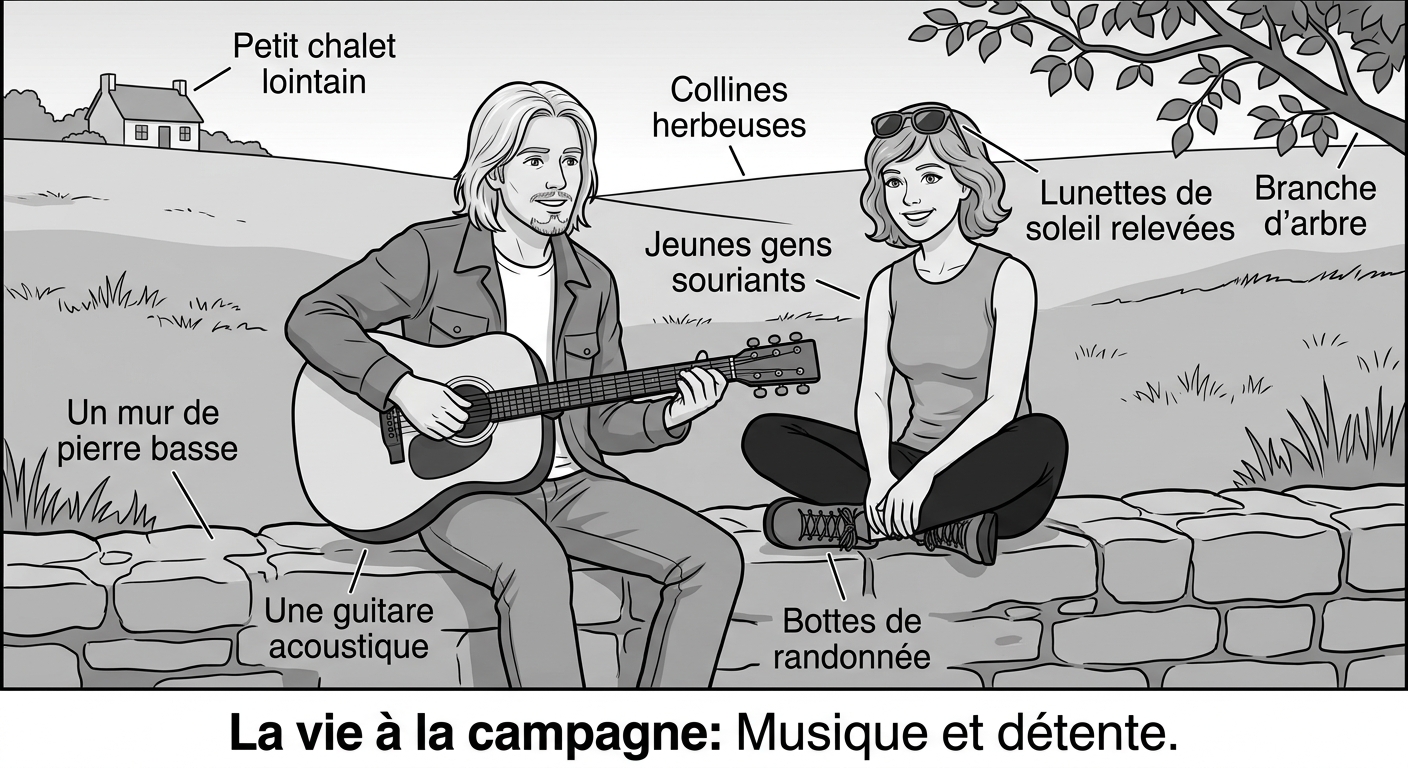 Petit chalet
lointain
Collines
herbeuses
Lunettes de
soleil relevées
Branche
d'arbre
Jeunes gens
souriants
Un mur de
pierre basse
Une guitare
acoustique
Bottes de
randonnée
La vie à la campagne: Musique et détente.